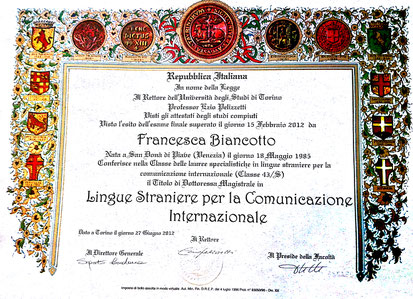 Repubblica Italiana
In nome della Legge
Il Rettore dell'Università degli Studi di Torino
Professor Ezio Pelizzetti
Visti gli attestati degli studi compiuti
Visto l'esito dell'esame finale superato il giorno 15 Febbraio 2012 da
Francesca Biancotto
Nata a San Donà di Piave (Venezia) il giorno 18 Maggio 1985
Conferisce nella Classe delle lauree specialistiche in lingue straniere per la
comunicazione internazionale (Classe 43/S)
il Titolo di Dottoressa Magistrale in
Lingue Straniere per la Comunicazione
Internazionale
Dato a Torino il giorno 27 Giugno 2012
Il Rettore
Il Direttore Generale
Il Preside della Facoltà